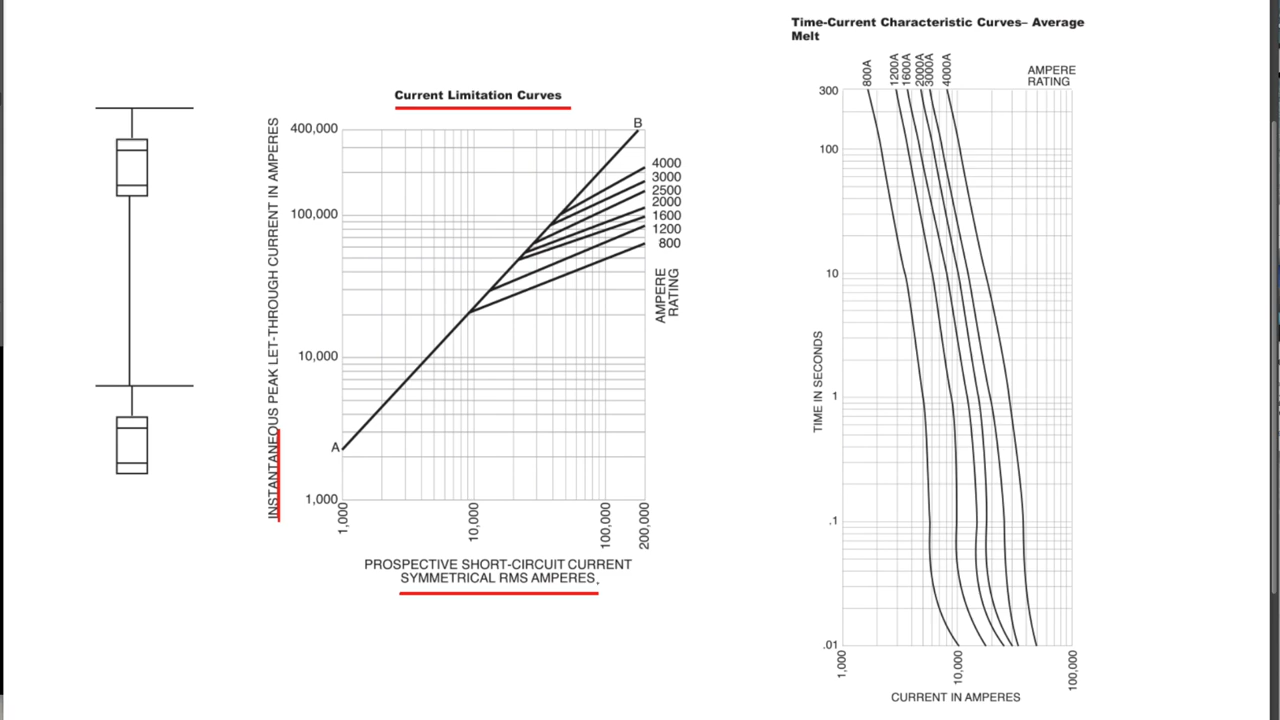 Time-Current Characteristic Curves– Average
Melt
800A
1200A
1600A
2000A
3000A
4000A
AMPERE
RATING
Current Limitation Curves
INSTANTANEOUS PEAK LET-THROUGH CURRENT IN AMPERES
400,000
100,000
10,000
1,000
B
A
4000
3000
2500
2000
1600
1200
800
AMPERE
RATING
1,000
10,000
100,000
200,000
PROSPECTIVE SHORT-CIRCUIT CURRENT
SYMMETRICAL RMS AMPERES,
TIME IN SECONDS
300
100
10
1
.1
.01
1,000
10,000
100,000
CURRENT IN AMPERES